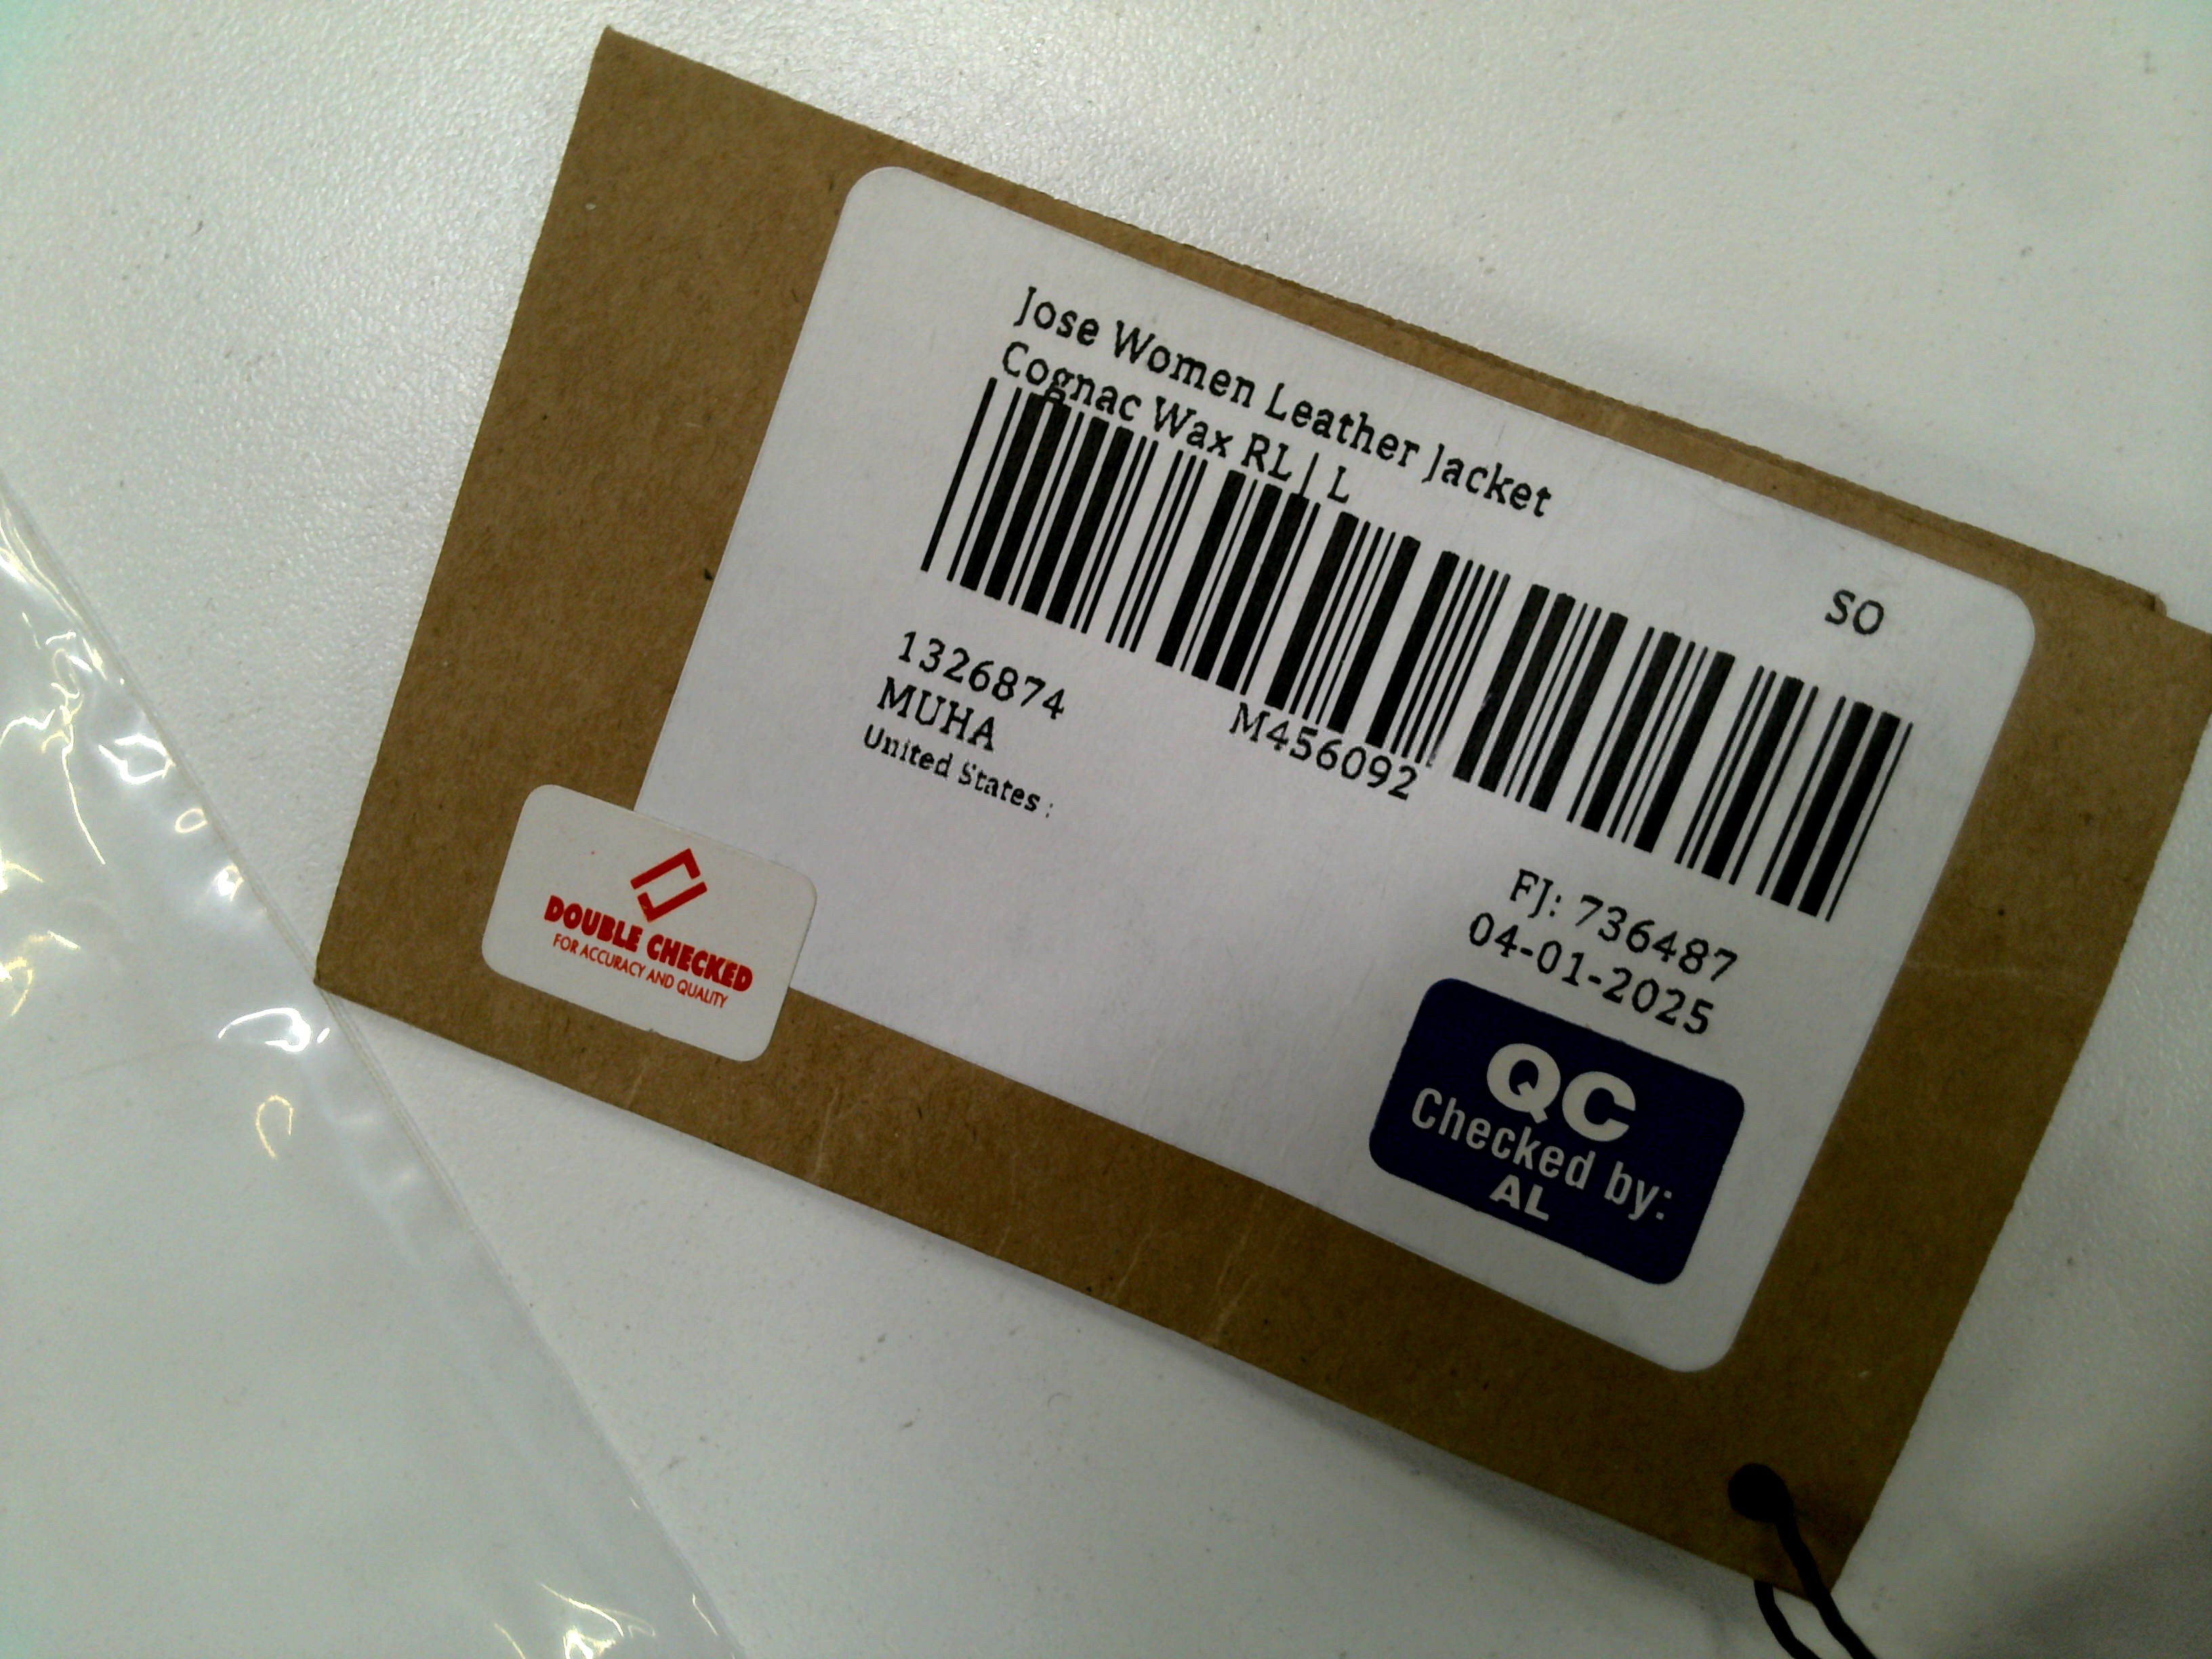 Jose Women Leather Jacket
Cognac Wax RL | L
SO
1326874
MUHA
United States :
M456092
FJ: 736487
04-01-2025
DOUBLE CHECKED
FOR ACCURACY AND QUALITY
QC
Checked by:
AL